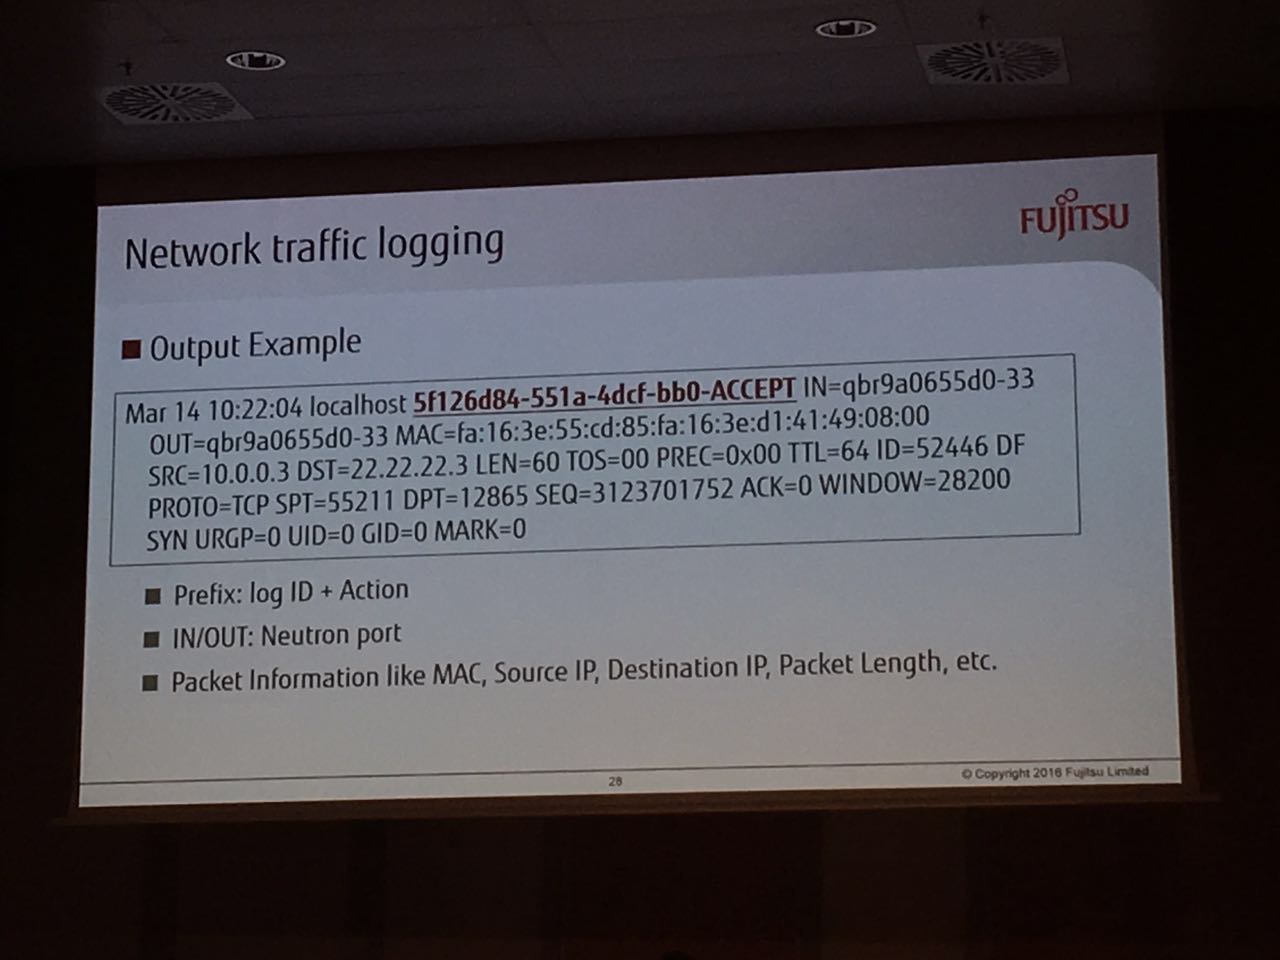 FUJITSU
Network traffic logging
Output Example
Mar 14 10:22:04 localhost 5f126d84-551a-4dcf-bb0-ACCEPT IN=qbr9a0655d0-33
OUT=qbr9a0655d0-33 MAC=fa:16:3e:55:cd:85:fa:16:3e:d1:41:49:08:00
SRC=10.0.0.3 DST=22.22.22.3 LEN=60 TOS=00 PREC=0x00 TTL=64 ID=52446 DF
PROTO=TCP SPT=55211 DPT=12865 SEQ=3123701752 ACK=0 WINDOW=28200
SYN URGP=0 UID=0 GID=0 MARK=0
Prefix: log ID + Action
IN/OUT: Neutron port
Packet Information like MAC, Source IP, Destination IP, Packet Length, etc.
28
© Copyright 2016 Fujitsu Limited